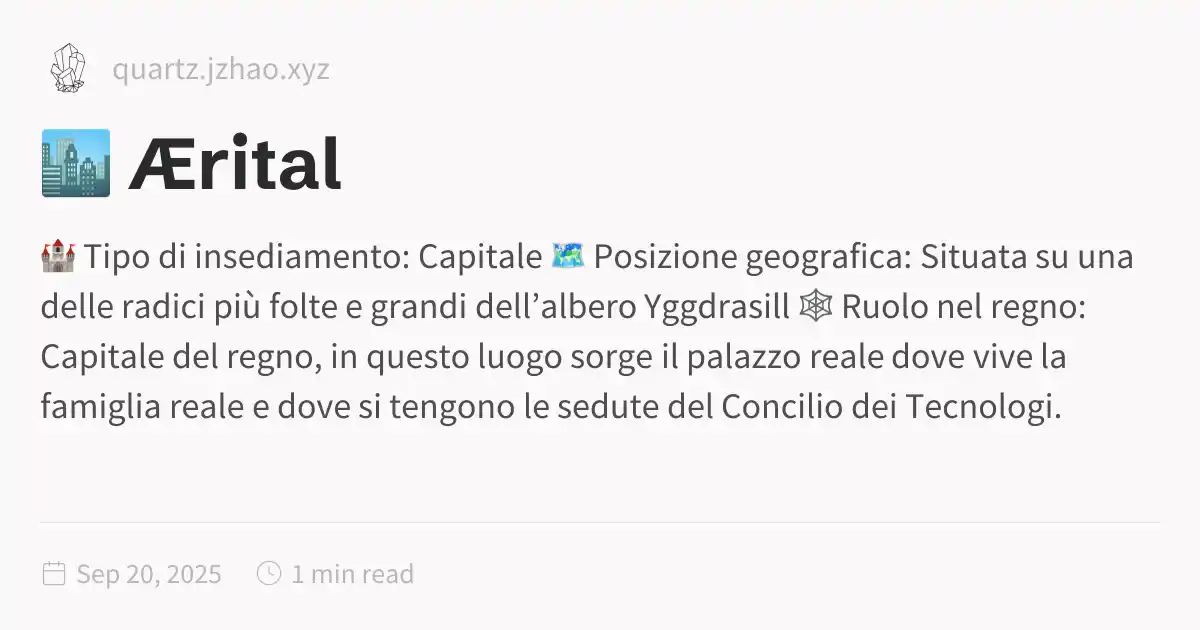 quartz.jzhao.xyz
🏙️ Ærital
🏰 Tipo di insediamento: Capitale 🗺️ Posizione geografica: Situata su una
delle radici più folte e grandi dell’albero Yggdrasill 🕸️ Ruolo nel regno:
Capitale del regno, in questo luogo sorge il palazzo reale dove vive la
famiglia reale e dove si tengono le sedute del Concilio dei Tecnologi.
Sep 20, 2025 1 min read